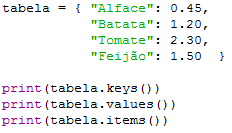 tabela = { "Alface": 0.45,
"Batata": 1.20,
"Tomate": 2.30,
"Feijão": 1.50 }
print(tabela.keys())
print(tabela.values())
print(tabela.items())